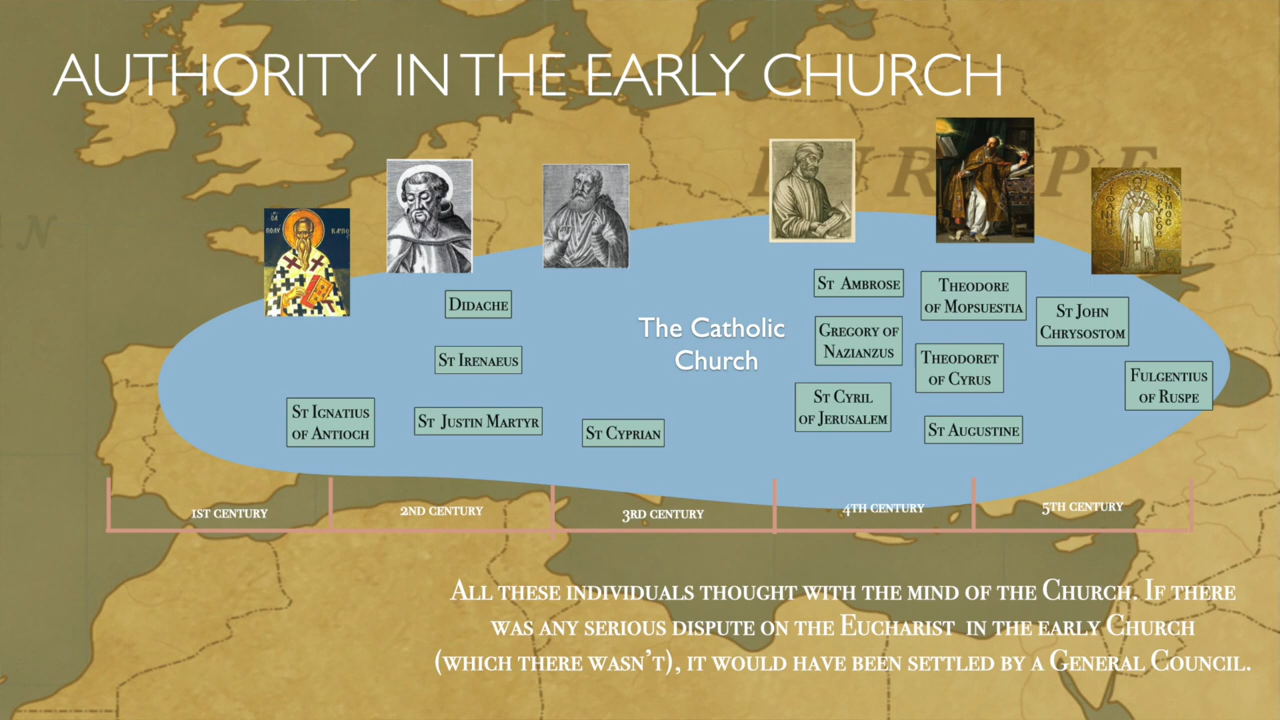 AUTHORITY IN THE EARLY CHURCH
EUROPE
N
ΠΟΛΥ
ΚΑΡΠΟ
St Ambrose
Theodore
of Mopsuestia
Didache
St John
Chrysostom
The Catholic
Church
Gregory of
Nazianzus
St Irenaeus
Theodoret
of Cyrus
Fulgentius
of Ruspe
St Cyril
of Jerusalem
St Ignatius
of Antioch
St Justin Martyr
St Cyprian
St Augustine
1st century
2nd century
3rd century
4th century
5th century
All these individuals thought with the mind of the Church. If there
was any serious dispute on the Eucharist in the early Church
(which there wasn't), it would have been settled by a General Council.